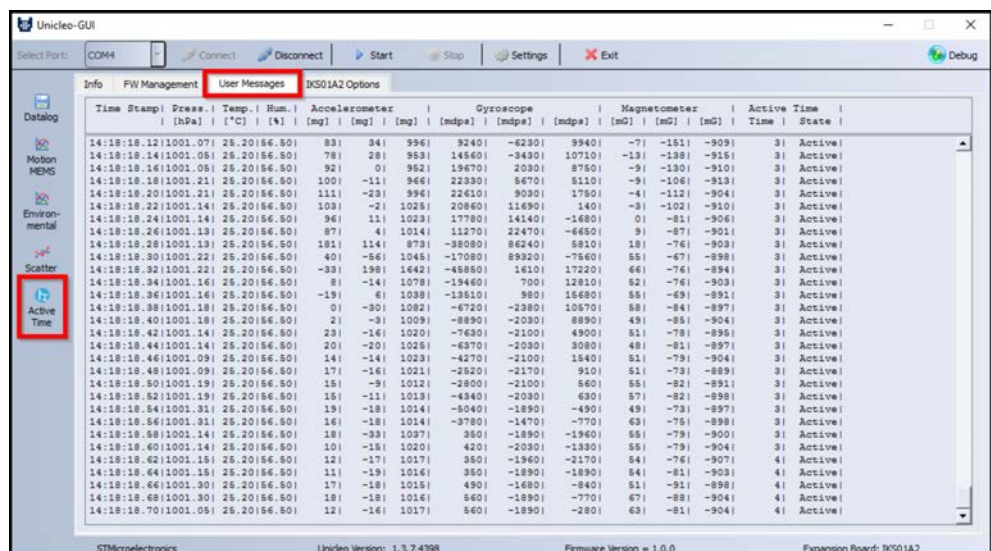 Unicleo-GUI
Select Port: COM4 Connect Disconnect Start Stop Settings Exit Debug
Info FW Management User Messages IKS01A2 Options
Datalog
Motion MEMS
Environ-mental
Scatter
Active Time
Time Stamp| Press.| Temp.| Hum.| Accelerometer | Gyroscope | Magnetometer | Active Time |
| [hPa] | [°C] | [%] | [mg] | [mg] | [mg] | [mdps] | [mdps] | [mdps] | [mG] | [mG] | [mG] | Time | State |
14:18:18.12|1001.07| 25.20|56.50| 83| 34| 996| 9240| -6230| 9940| -7| -151| -909| 3| Active|
14:18:18.14|1001.05| 25.20|56.50| 78| 28| 953| 14560| -3430| 10710| -13| -138| -915| 3| Active|
14:18:18.16|1001.05| 25.20|56.50| 92| 0| 952| 19670| 2030| 8750| -9| -130| -910| 3| Active|
14:18:18.18|1001.21| 25.20|56.50| 100| -11| 966| 22330| 5670| 5110| -9| -106| -913| 3| Active|
14:18:18.20|1001.21| 25.20|56.50| 111| -23| 996| 22610| 9030| 1750| -4| -112| -904| 3| Active|
14:18:18.22|1001.14| 25.20|56.50| 103| -2| 1025| 20860| 11690| 140| -3| -102| -910| 3| Active|
14:18:18.24|1001.14| 25.20|56.50| 96| 11| 1023| 17780| 14140| -1680| 0| -81| -906| 3| Active|
14:18:18.26|1001.13| 25.20|56.50| 87| 4| 1014| 11270| 22470| -6650| 9| -87| -901| 3| Active|
14:18:18.28|1001.13| 25.20|56.50| 181| 114| 873| -38080| 86240| 5810| 18| -76| -903| 3| Active|
14:18:18.30|1001.22| 25.20|56.50| 40| -56| 1045| -17080| 89320| -7560| 55| -67| -898| 3| Active|
14:18:18.32|1001.22| 25.20|56.50| -33| 198| 1642| -45850| 1610| 17220| 66| -76| -894| 3| Active|
14:18:18.34|1001.16| 25.20|56.50| 8| -14| 1078| -19460| 700| 12810| 52| -76| -903| 3| Active|
14:18:18.36|1001.16| 25.20|56.50| -19| 6| 1038| -13510| 980| 15680| 55| -69| -891| 3| Active|
14:18:18.38|1001.18| 25.20|56.50| 0| -30| 1082| -6720| -2380| 10570| 58| -84| -897| 3| Active|
14:18:18.40|1001.18| 25.20|56.50| 2| -3| 1009| -8890| -2030| 8890| 49| -85| -904| 3| Active|
14:18:18.42|1001.14| 25.20|56.50| 23| -16| 1020| -7630| -2100| 4900| 51| -78| -895| 3| Active|
14:18:18.44|1001.14| 25.20|56.50| 20| -20| 1025| -6370| -2030| 3080| 48| -81| -897| 3| Active|
14:18:18.46|1001.09| 25.20|56.50| 14| -14| 1023| -4270| -2100| 1540| 51| -79| -904| 3| Active|
14:18:18.48|1001.09| 25.20|56.50| 17| -16| 1021| -2520| -2170| 910| 51| -73| -889| 3| Active|
14:18:18.50|1001.19| 25.20|56.50| 15| -9| 1012| -2800| -2100| 560| 55| -82| -891| 3| Active|
14:18:18.52|1001.19| 25.20|56.50| 15| -11| 1013| -4340| -2030| 630| 57| -82| -898| 3| Active|
14:18:18.54|1001.31| 25.20|56.50| 19| -18| 1014| -5040| -1890| -490| 49| -73| -897| 3| Active|
14:18:18.56|1001.31| 25.20|56.50| 16| -18| 1014| -3780| -1470| -770| 63| -75| -898| 3| Active|
14:18:18.58|1001.14| 25.20|56.50| 18| -33| 1037| 350| -1890| -1960| 55| -79| -900| 3| Active|
14:18:18.60|1001.14| 25.20|56.50| 10| -15| 1020| 420| -2030| -1330| 55| -79| -904| 3| Active|
14:18:18.62|1001.15| 25.20|56.50| 12| -17| 1017| 350| -1960| -2170| 54| -76| -907| 4| Active|
14:18:18.64|1001.15| 25.20|56.50| 11| -19| 1016| 350| -1890| -1890| 54| -81| -903| 4| Active|
14:18:18.66|1001.30| 25.20|56.50| 17| -18| 1015| 490| -1680| -840| 51| -91| -898| 4| Active|
14:18:18.68|1001.30| 25.20|56.50| 18| -18| 1016| 560| -1890| -770| 67| -88| -904| 4| Active|
14:18:18.70|1001.05| 25.20|56.50| 12| -16| 1017| 560| -1890| -280| 63| -81| -904| 4| Active|
STMicroelectronics Unicleo Version: 1.3.7.4398 Firmware Version = 1.0.0 Expansion Board: IKS01A2